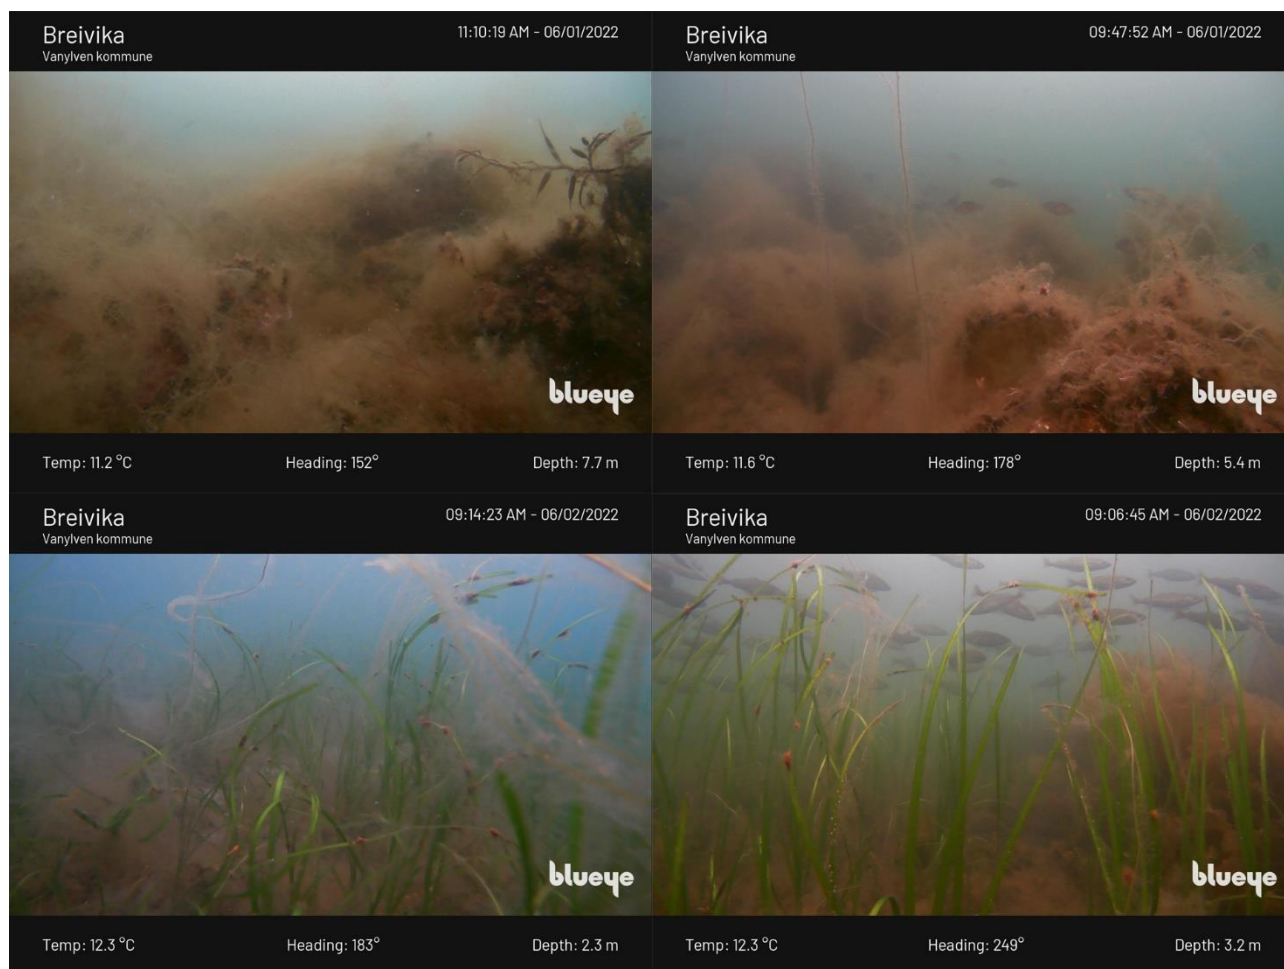 Breivika
11:10:19 AM - 06/01/2022
Vanylven kommune
blueye
Temp: 11.2 °C
Heading: 152°
Depth: 7.7 m
Breivika
09:47:52 AM - 06/01/2022
Vanylven kommune
blueye
Temp: 11.6 °C
Heading: 178°
Depth: 5.4 m
Breivika
09:14:23 AM - 06/02/2022
Vanylven kommune
blueye
Temp: 12.3 °C
Heading: 183°
Depth: 2.3 m
Breivika
09:06:45 AM - 06/02/2022
Vanylven kommune
blueye
Temp: 12.3 °C
Heading: 249°
Depth: 3.2 m